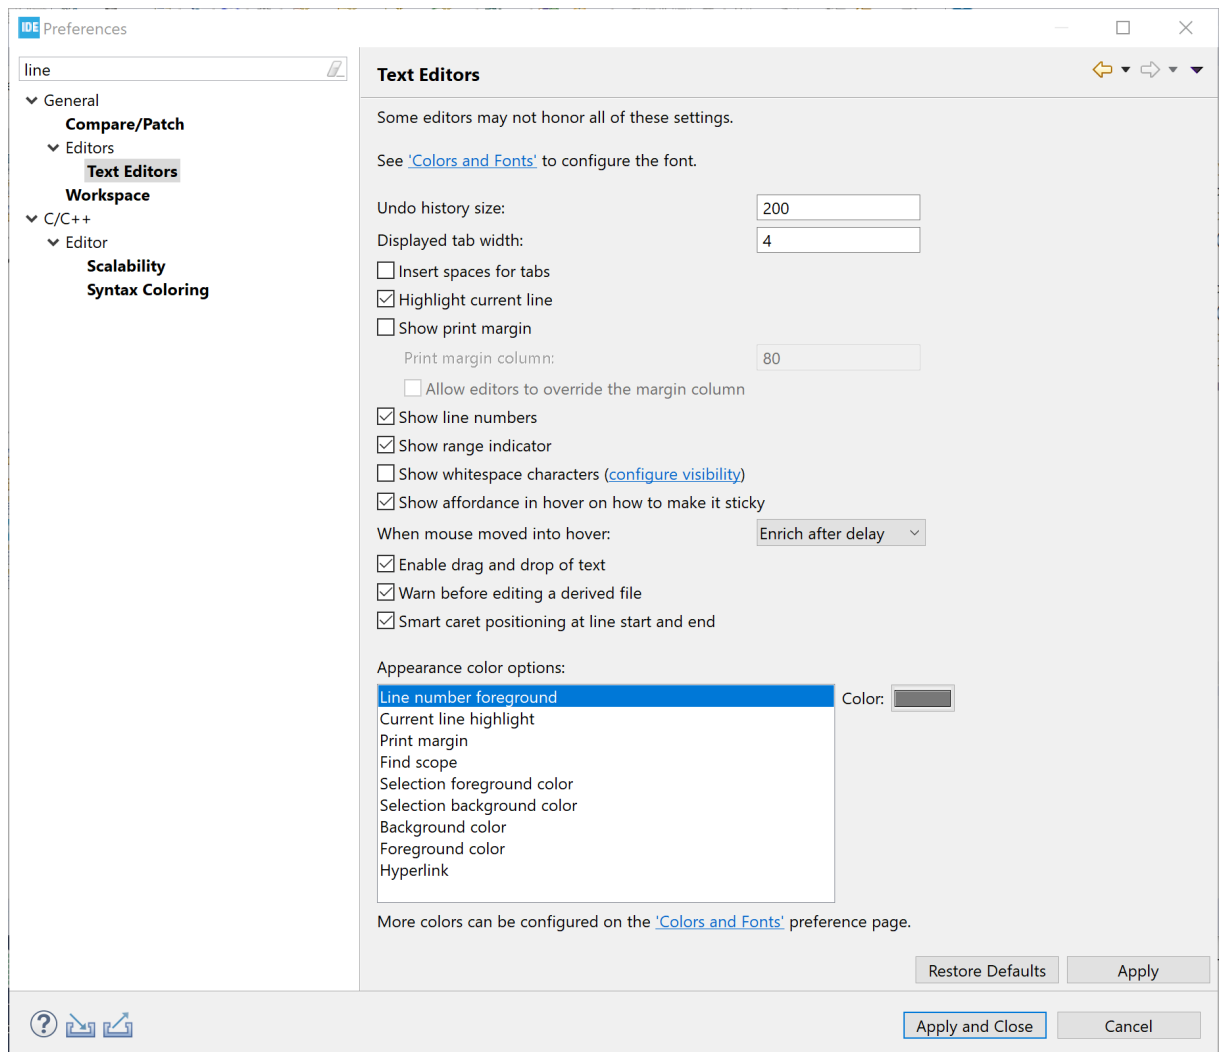 IDE Preferences
line
General
Compare/Patch
Editors
Text Editors
Workspace
C/C++
Editor
Scalability
Syntax Coloring
Text Editors
Some editors may not honor all of these settings.
See 'Colors and Fonts' to configure the font.
Undo history size: 200
Displayed tab width: 4
Insert spaces for tabs
Highlight current line
Show print margin
Print margin column: 80
Allow editors to override the margin column
Show line numbers
Show range indicator
Show whitespace characters (configure visibility)
Show affordance in hover on how to make it sticky
When mouse moved into hover: Enrich after delay
Enable drag and drop of text
Warn before editing a derived file
Smart caret positioning at line start and end
Appearance color options:
Line number foreground Color:
Current line highlight
Print margin
Find scope
Selection foreground color
Selection background color
Background color
Foreground color
Hyperlink
More colors can be configured on the 'Colors and Fonts' preference page.
Restore Defaults Apply
? Apply and Close Cancel